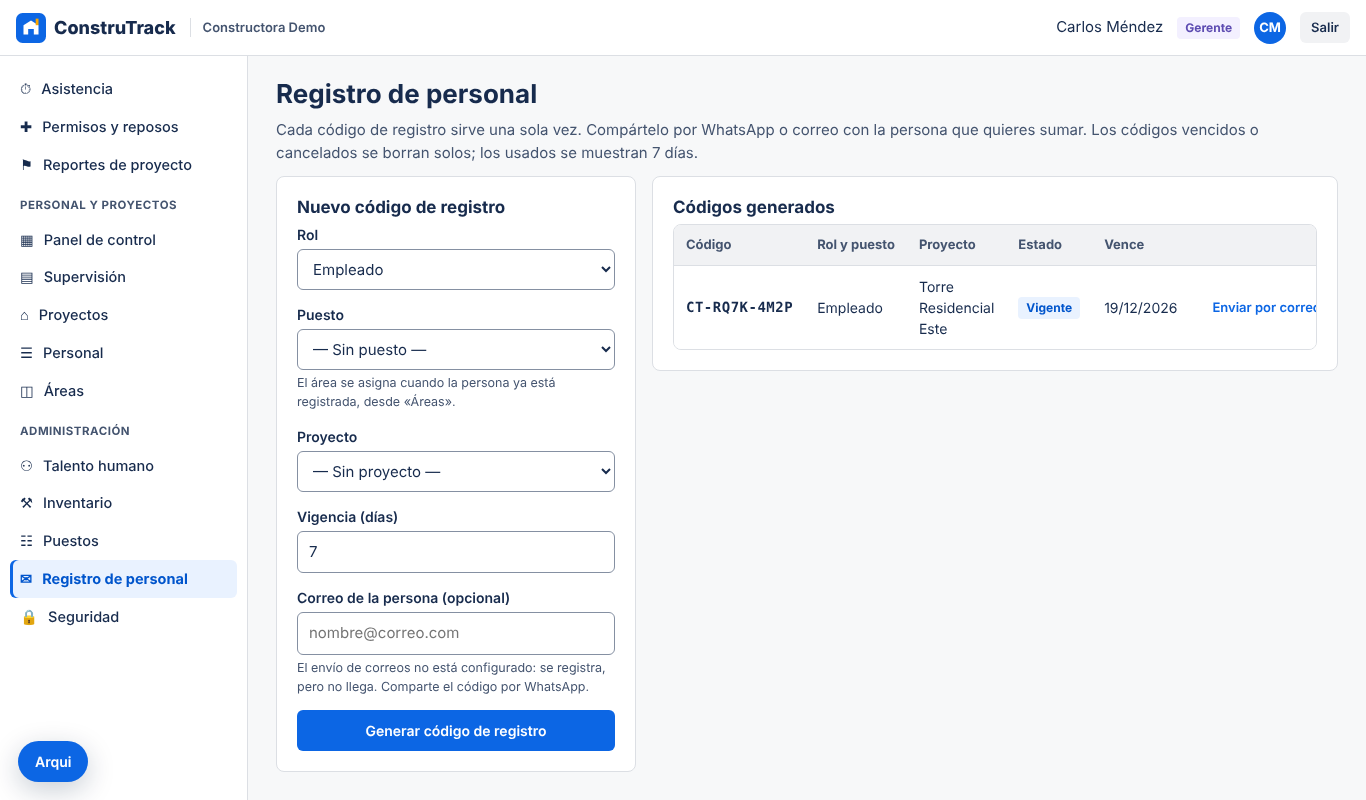 ConstruTrack
Constructora Demo
Carlos Méndez
Gerente
CM
Salir
Asistencia
Permisos y reposos
Reportes de proyecto
PERSONAL Y PROYECTOS
Panel de control
Supervisión
Proyectos
Personal
Áreas
ADMINISTRACIÓN
Talento humano
Inventario
Puestos
Registro de personal
Seguridad
Arqui
Registro de personal
Cada código de registro sirve una sola vez. Compártelo por WhatsApp o correo con la persona que quieres sumar. Los códigos vencidos o
cancelados se borran solos; los usados se muestran 7 días.
Nuevo código de registro
Rol
Empleado
Puesto
— Sin puesto —
El área se asigna cuando la persona ya está
registrada, desde «Áreas».
Proyecto
— Sin proyecto —
Vigencia (días)
7
Correo de la persona (opcional)
nombre@correo.com
El envío de correos no está configurado: se registra,
pero no llega. Comparte el código por WhatsApp.
Generar código de registro
Códigos generados
Código Rol y puesto Proyecto Estado Vence
CT-RQ7K-4M2P Empleado Torre Residencial Este Vigente 19/12/2026 Enviar por correo